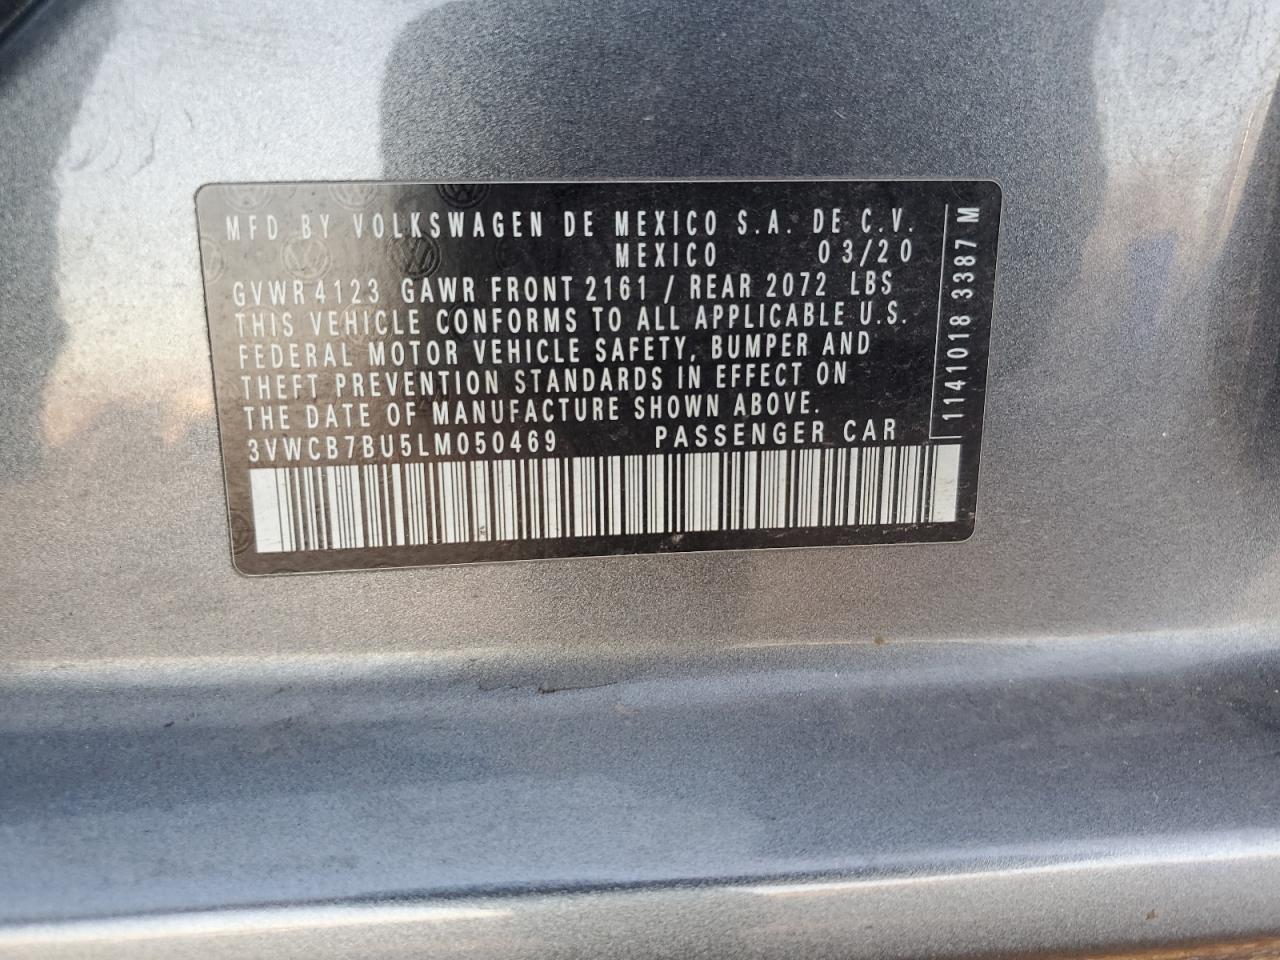 MFD BY VOLKSWAGEN DE MEXICO S.A. DE C.V.
MEXICO 03/20
GVWR 4123 GAWR FRONT 2161 / REAR 2072 LBS
THIS VEHICLE CONFORMS TO ALL APPLICABLE U.S.
FEDERAL MOTOR VEHICLE SAFETY, BUMPER AND
THEFT PREVENTION STANDARDS IN EFFECT ON
THE DATE OF MANUFACTURE SHOWN ABOVE.
3VWCB7BU5LM050469 PASSENGER CAR
1141018 3387 M